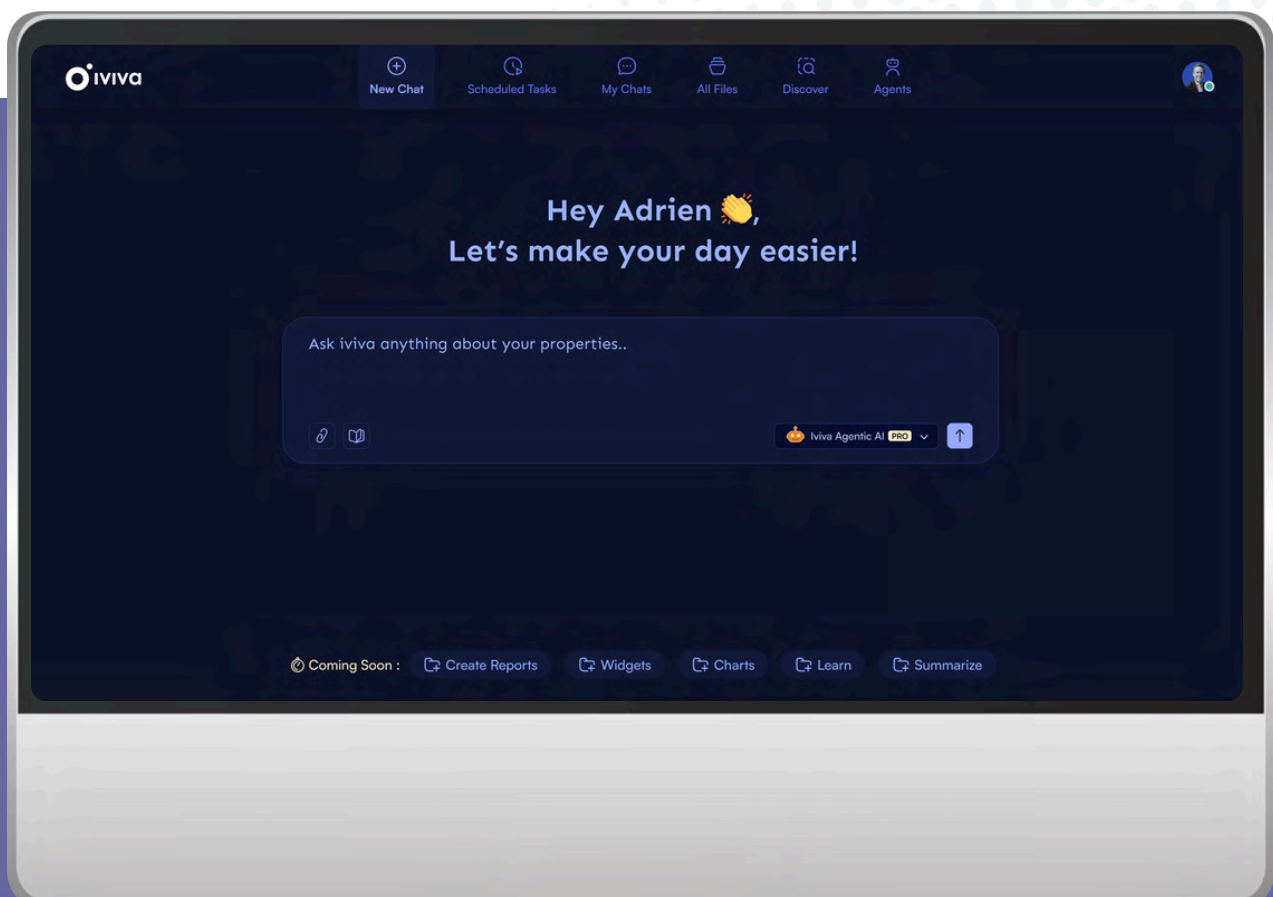 iviva
New Chat
Scheduled Tasks
My Chats
All Files
Discover
Agents
Hey Adrien 👏,
Let’s make your day easier!
Ask iviva anything about your properties..
Iviva Agentic AI PRO
Coming Soon :
Create Reports
Widgets
Charts
Learn
Summarize